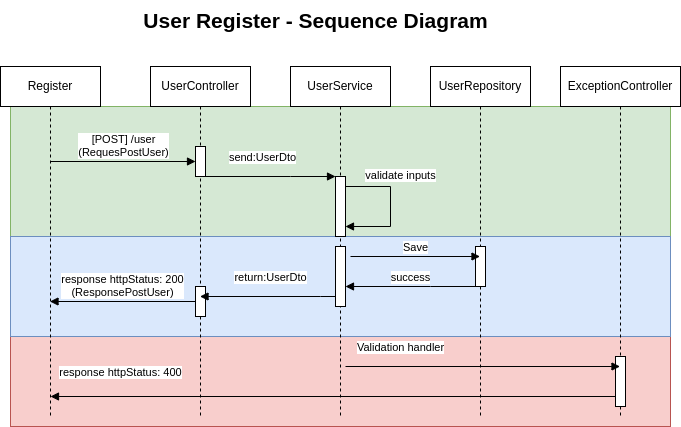 User Register - Sequence Diagram
Register
UserController
UserService
UserRepository
ExceptionController
[POST] /user
(RequesPostUser)
send:UserDto
validate inputs
Save
success
return:UserDto
response httpStatus: 200
(ResponsePostUser)
Validation handler
response httpStatus: 400